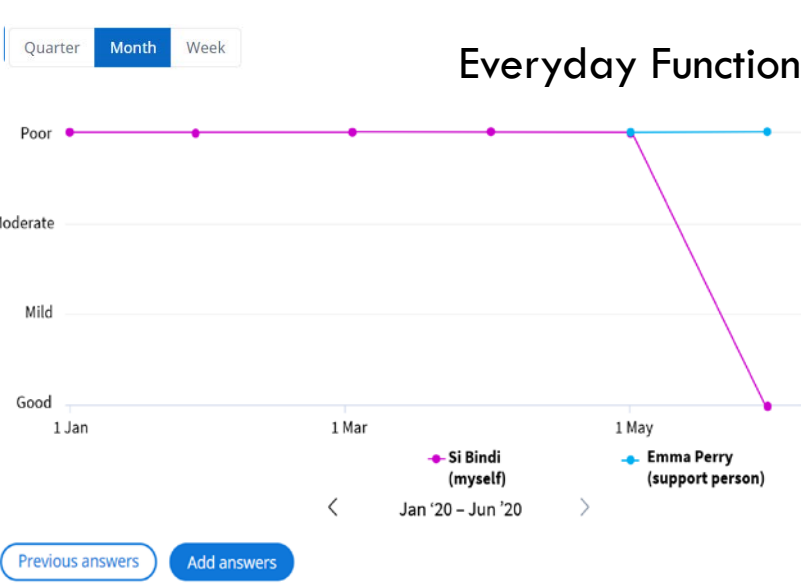 Quarter Month Week
Everyday Function
Poor
Moderate
Mild
Good
1 Jan 1 Mar 1 May
Si Bindi
(myself)
Emma Perry
(support person)
Jan ‘20 – Jun ’20
Previous answers Add answers